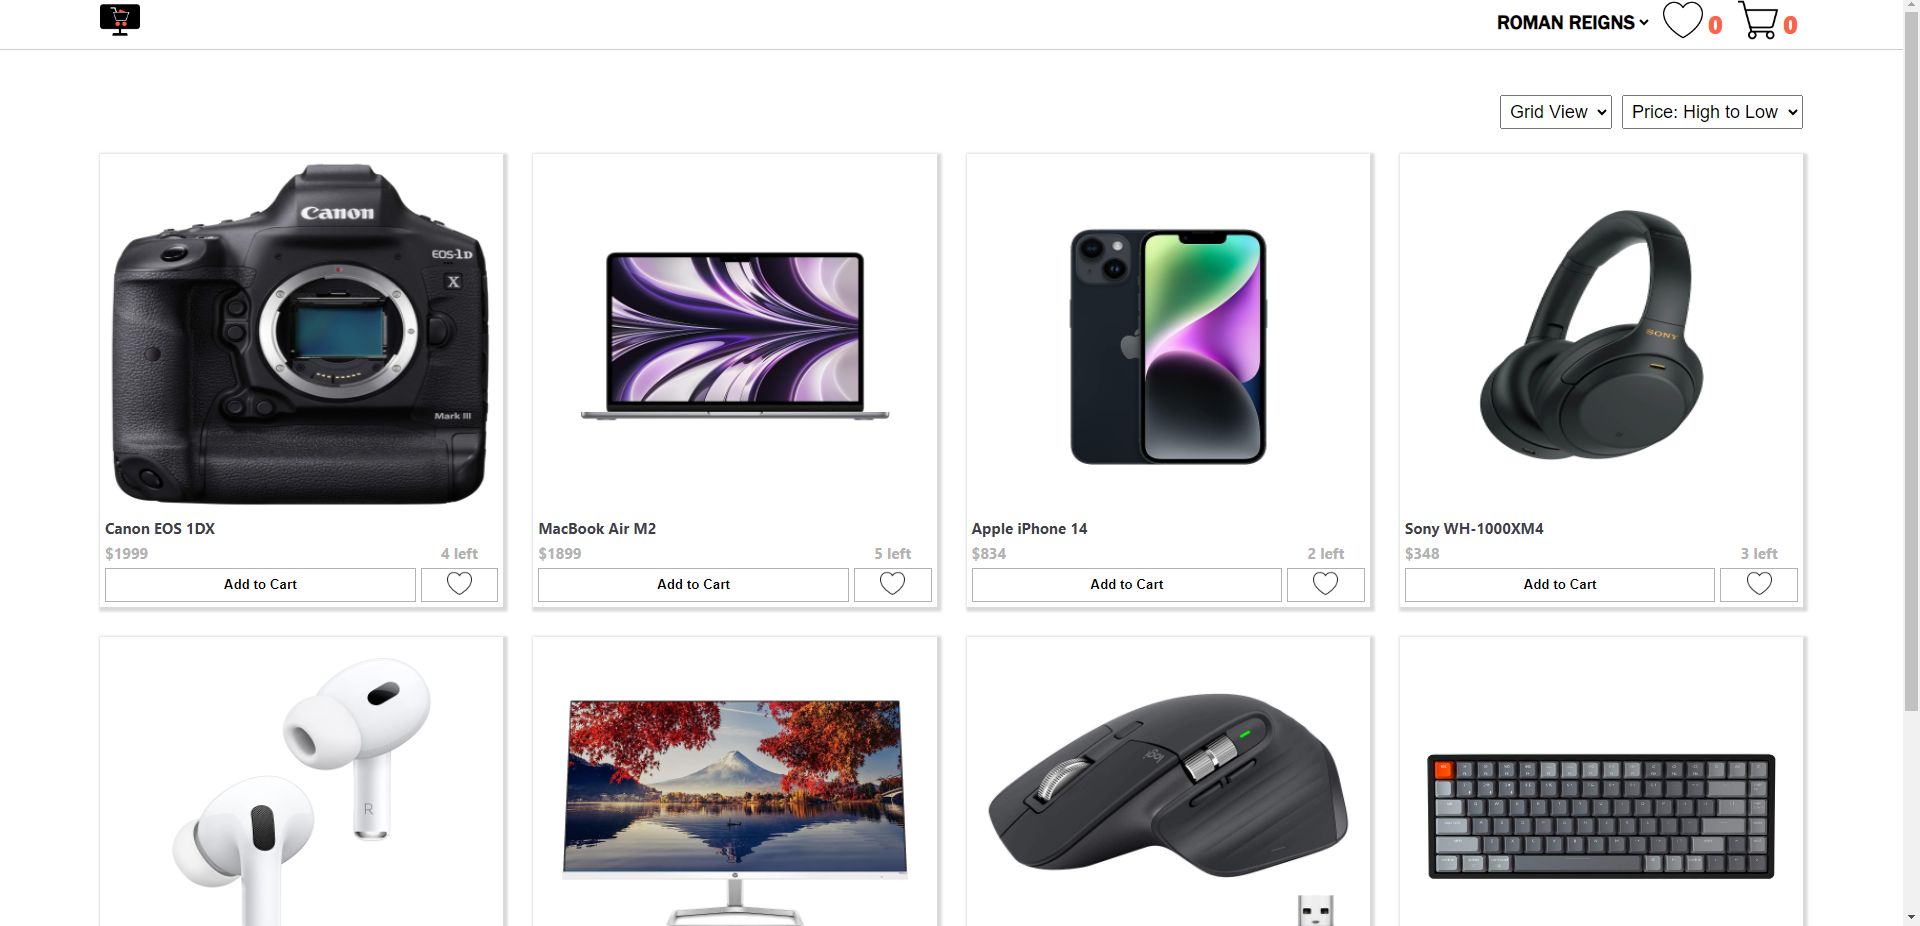 ROMAN REIGNS
0
0
Grid View
Price: High to Low
Canon
EOS-1D
X
Mark III
SONY
Canon EOS 1DX
$1999
4 left
Add to Cart
MacBook Air M2
$1899
5 left
Add to Cart
Apple iPhone 14
$834
2 left
Add to Cart
Sony WH-1000XM4
$348
3 left
Add to Cart
R
logi